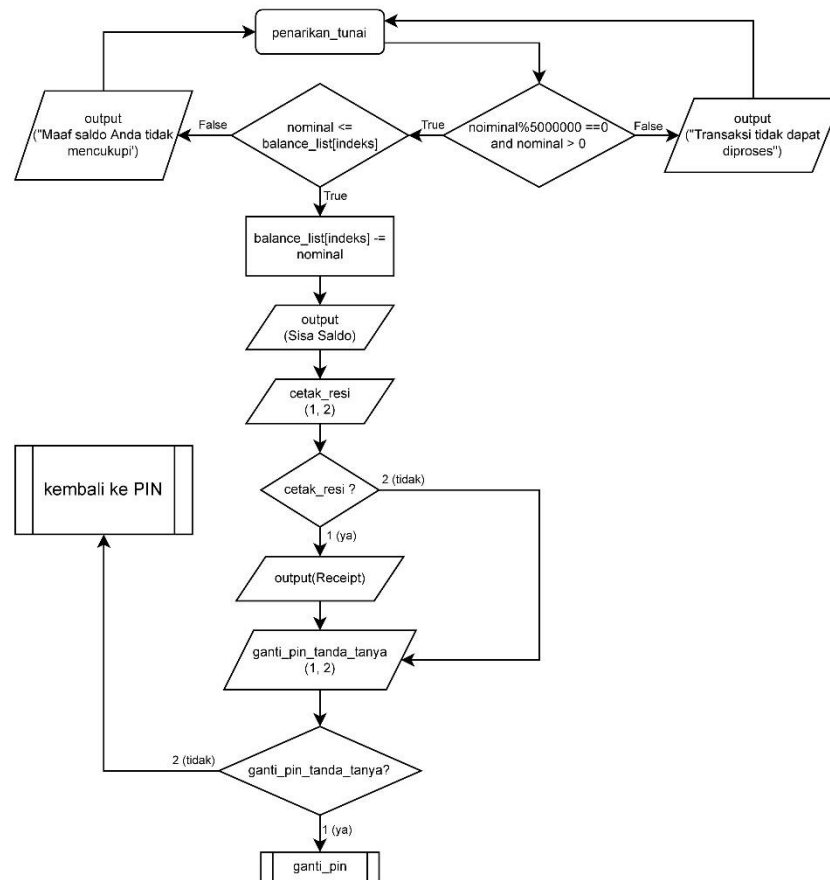 penarikan_tunai
output
("Maaf saldo Anda tidak
mencukupi')
False
nominal <=
balance_list[indeks]
True
noiminal%5000000 ==0
and nominal > 0
False
output
("Transaksi tidak dapat
diproses")
True
balance_list[indeks] -=
nominal
output
(Sisa Saldo)
cetak_resi
(1, 2)
kembali ke PIN
cetak_resi ?
2 (tidak)
1 (ya)
output(Receipt)
ganti_pin_tanda_tanya
(1, 2)
2 (tidak)
ganti_pin_tanda_tanya?
1 (ya)
ganti_pin